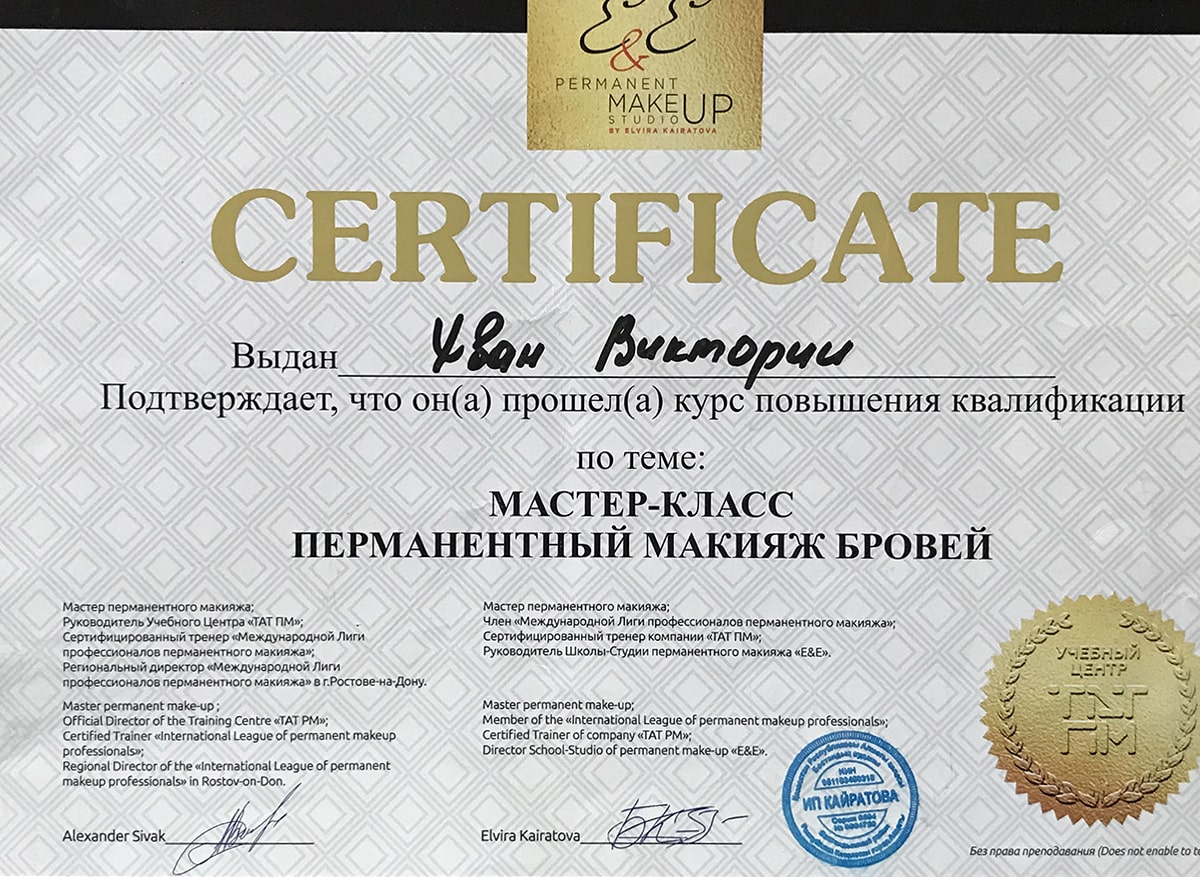 E&E
PERMANENT
MAKEUP
STUDIO
BY ELVIRA KAIRATOVA
CERTIFICATE
Выдан Хван Виктории
Подтверждает, что он(а) прошел(а) курс повышения квалификации
по теме:
МАСТЕР-КЛАСС
ПЕРМАНЕНТНЫЙ МАКИЯЖ БРОВЕЙ
Мастер перманентного макияжа;
Руководитель Учебного Центра «ТАТ ПМ»;
Сертифицированный тренер «Международной Лиги
профессионалов перманентного макияжа»;
Региональный директор «Международной Лиги
профессионалов перманентного макияжа» в г.Ростове-на-Дону.
Master permanent make-up ;
Official Director of the Training Centre «TAT PM»;
Certified Trainer «International League of permanent makeup
professionals»;
Regional Director of the «International League of permanent
makeup professionals» in Rostov-on-Don.
Alexander Sivak
Мастер перманентного макияжа;
Член «Международной Лиги профессионалов перманентного макияжа»;
Сертифицированный тренер компании «ТАТ ПМ»;
Руководитель Школы-Студии перманентного макияжа «E&E».
Master permanent make-up;
Member of the «International League of permanent makeup professionals»;
Certified Trainer of company «TAT PM»;
Director School-Studio of permanent make-up «E&E».
Elvira Kairatova
ИП КАЙРАТОВА
УЧЕБНЫЙ
ЦЕНТР
ТАТ
ПМ
Без права преподавания (Does not enable to